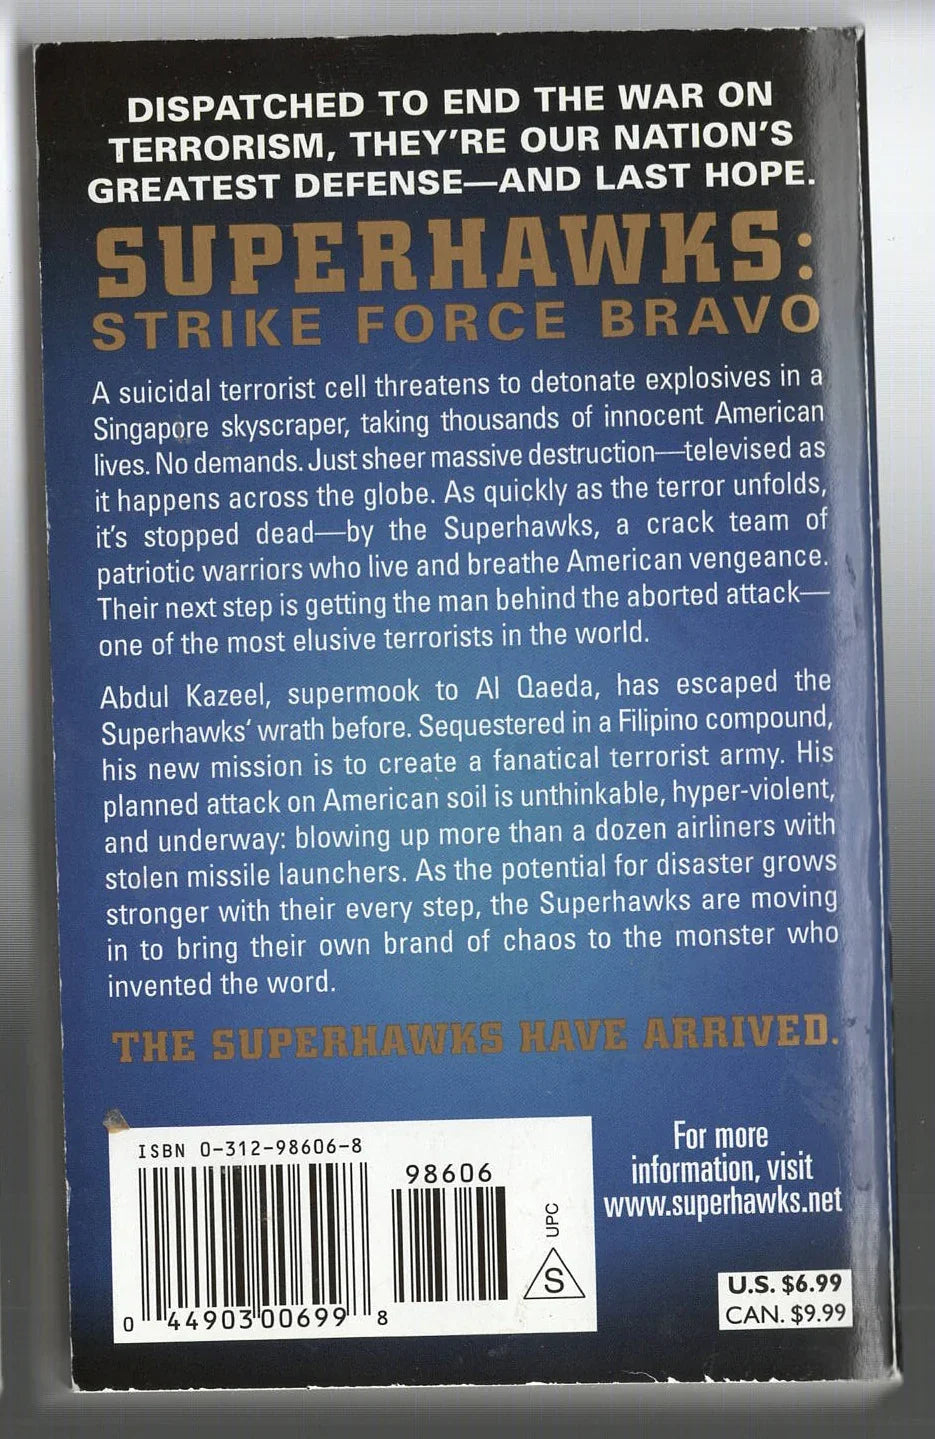 DISPATCHED TO END THE WAR ON
TERRORISM, THEY'RE OUR NATION'S
GREATEST DEFENSE—AND LAST HOPE.
SUPERHAWKS:
STRIKE FORCE BRAVO
A suicidal terrorist cell threatens to detonate explosives in a
Singapore skyscraper, taking thousands of innocent American
lives. No demands. Just sheer massive destruction—televised as
it happens across the globe. As quickly as the terror unfolds,
it's stopped dead—by the Superhawks, a crack team of
patriotic warriors who live and breathe American vengeance.
Their next step is getting the man behind the aborted attack—
one of the most elusive terrorists in the world.
Abdul Kazeel, supermook to Al Qaeda, has escaped the
Superhawks' wrath before. Sequestered in a Filipino compound,
his new mission is to create a fanatical terrorist army. His
planned attack on American soil is unthinkable, hyper-violent,
and underway: blowing up more than a dozen airliners with
stolen missile launchers. As the potential for disaster grows
stronger with their every step, the Superhawks are moving
in to bring their own brand of chaos to the monster who
invented the word.
THE SUPERHAWKS HAVE ARRIVED.
ISBN 0-312-98606-8
98606
UPC
S
0 44903 00699 8
For more
information, visit
www.superhawks.net
U.S. $6.99
CAN. $9.99